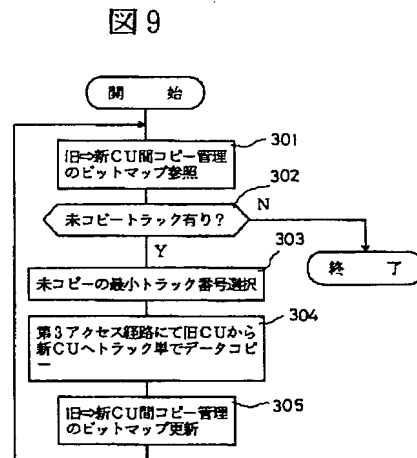 図9
開 始
301
旧⇨新CU間コピー管理
のビットマップ参照
302
未コピートラック有り?
N
Y
303
未コピーの最小トラック番号選択
終 了
304
第3アクセス経路にて旧CUから
新CUへトラック単でデータコピ
ー
305
旧⇨新CU間コピー管理
のビットマップ更新